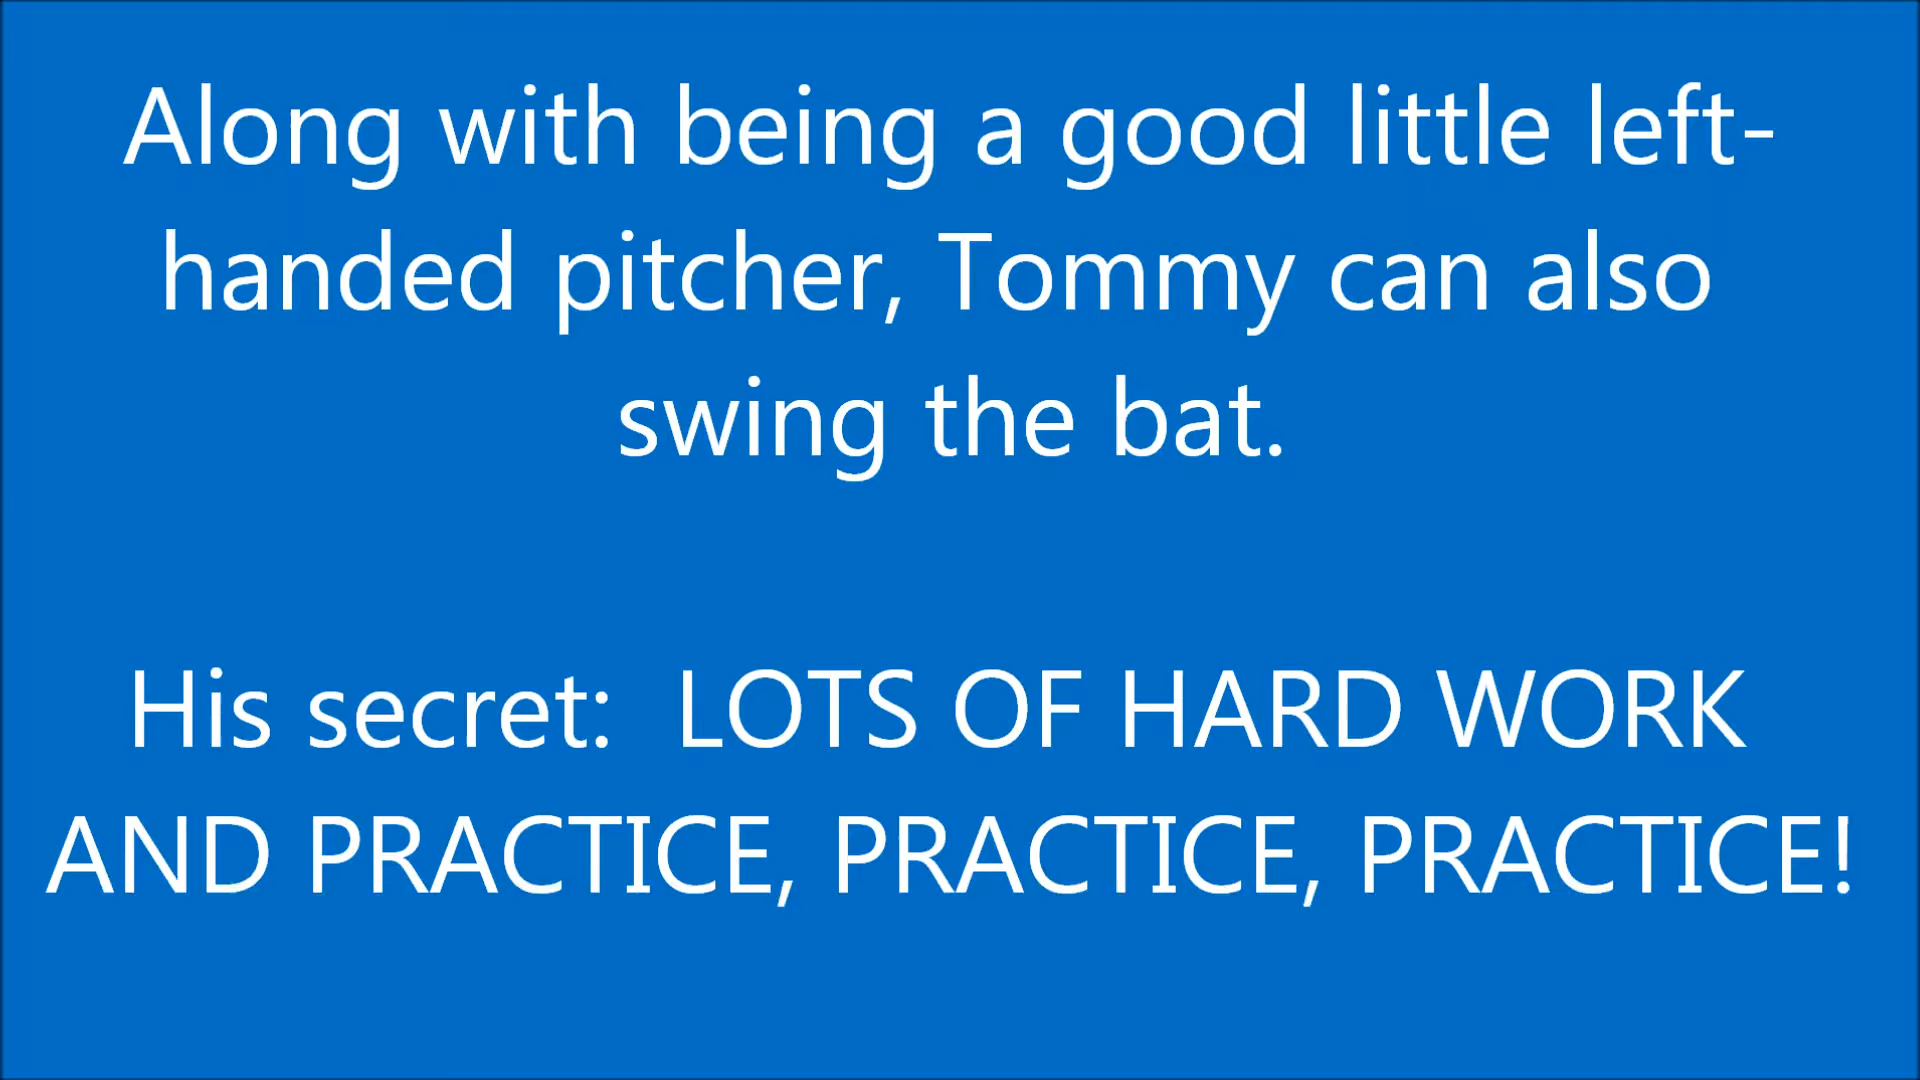 Along with being a good little left-
handed pitcher, Tommy can also
swing the bat.
His secret:  LOTS OF HARD WORK
AND PRACTICE, PRACTICE, PRACTICE!